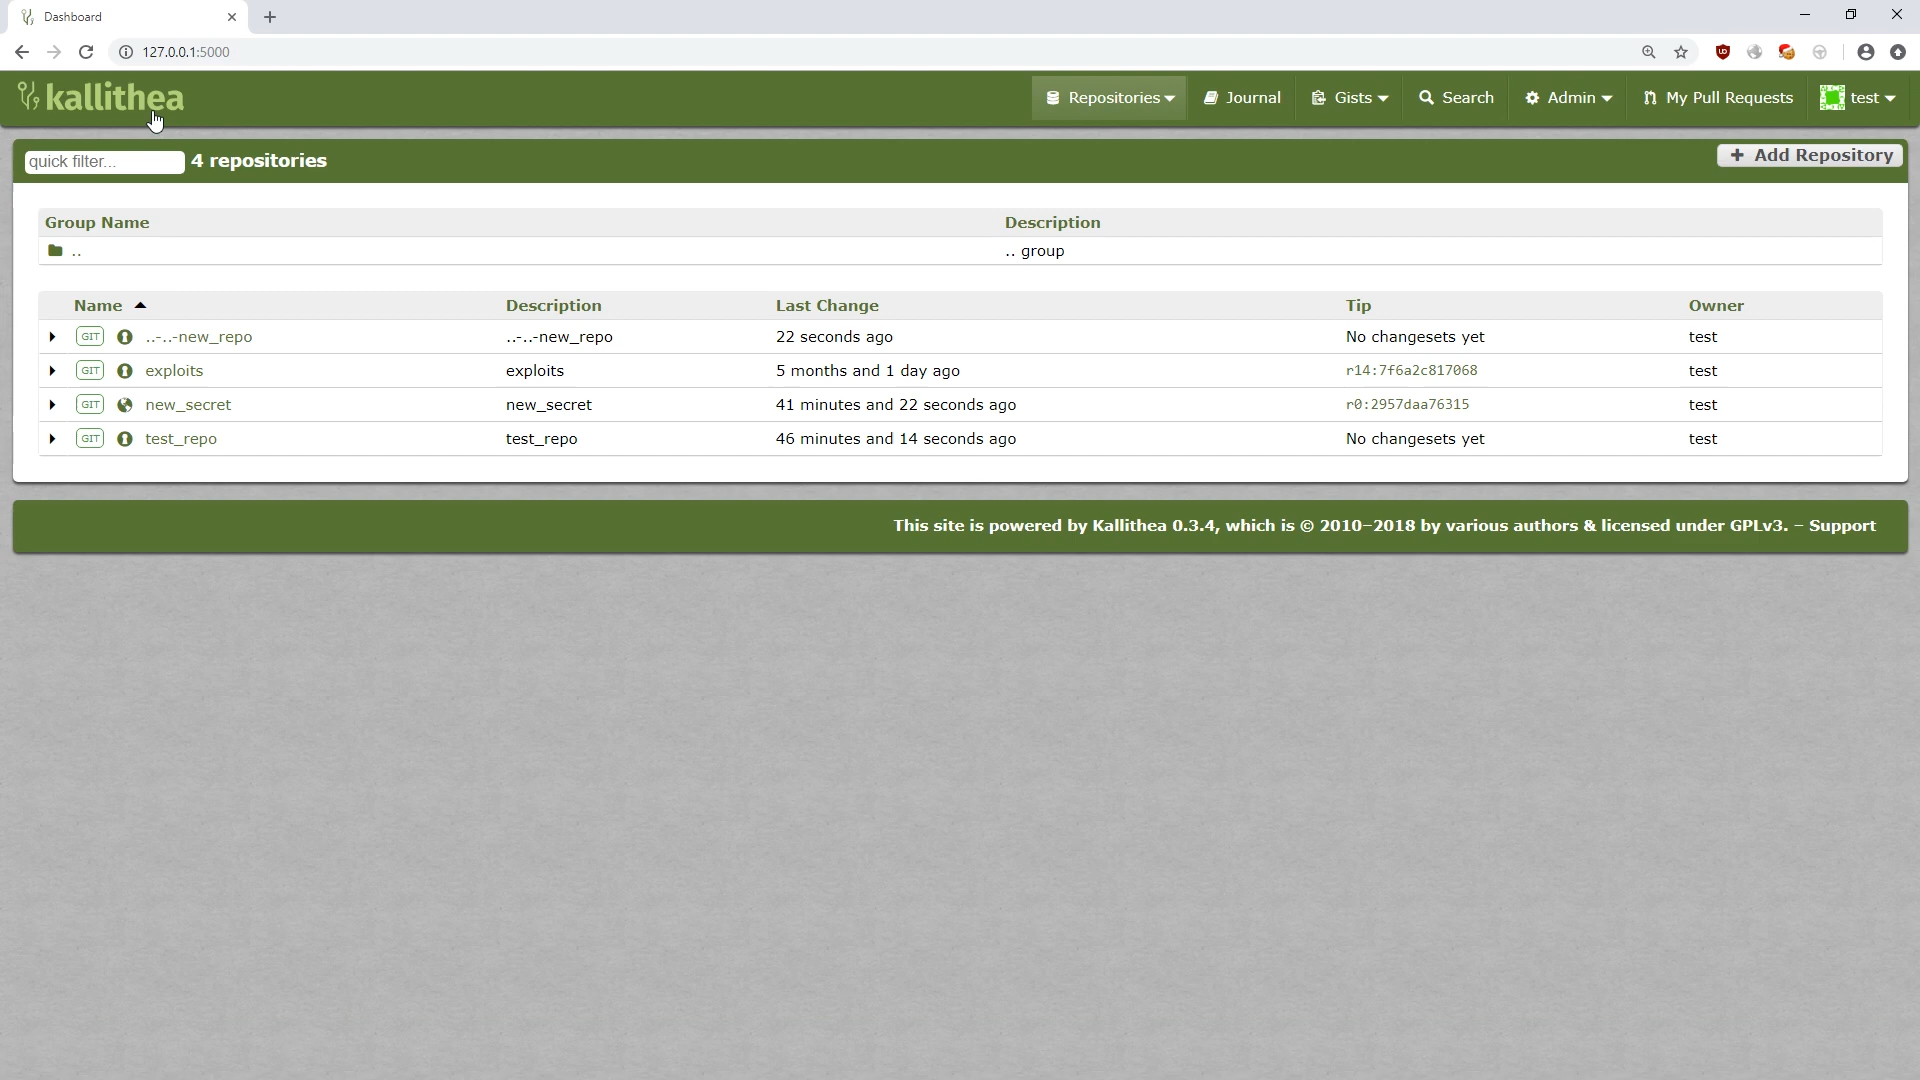 Dashboard
127.0.0.1:5000
kallithea
Repositories Journal Gists Search Admin My Pull Requests test
quick filter... 4 repositories Add Repository
Group Name Description
.. .. group
Name Description Last Change Tip Owner
GIT ..-..-new_repo ..-..-new_repo 22 seconds ago No changesets yet test
GIT exploits exploits 5 months and 1 day ago r14:7f6a2c817068 test
GIT new_secret new_secret 41 minutes and 22 seconds ago r0:2957daa76315 test
GIT test_repo test_repo 46 minutes and 14 seconds ago No changesets yet test
This site is powered by Kallithea 0.3.4, which is © 2010–2018 by various authors & licensed under GPLv3. – Support